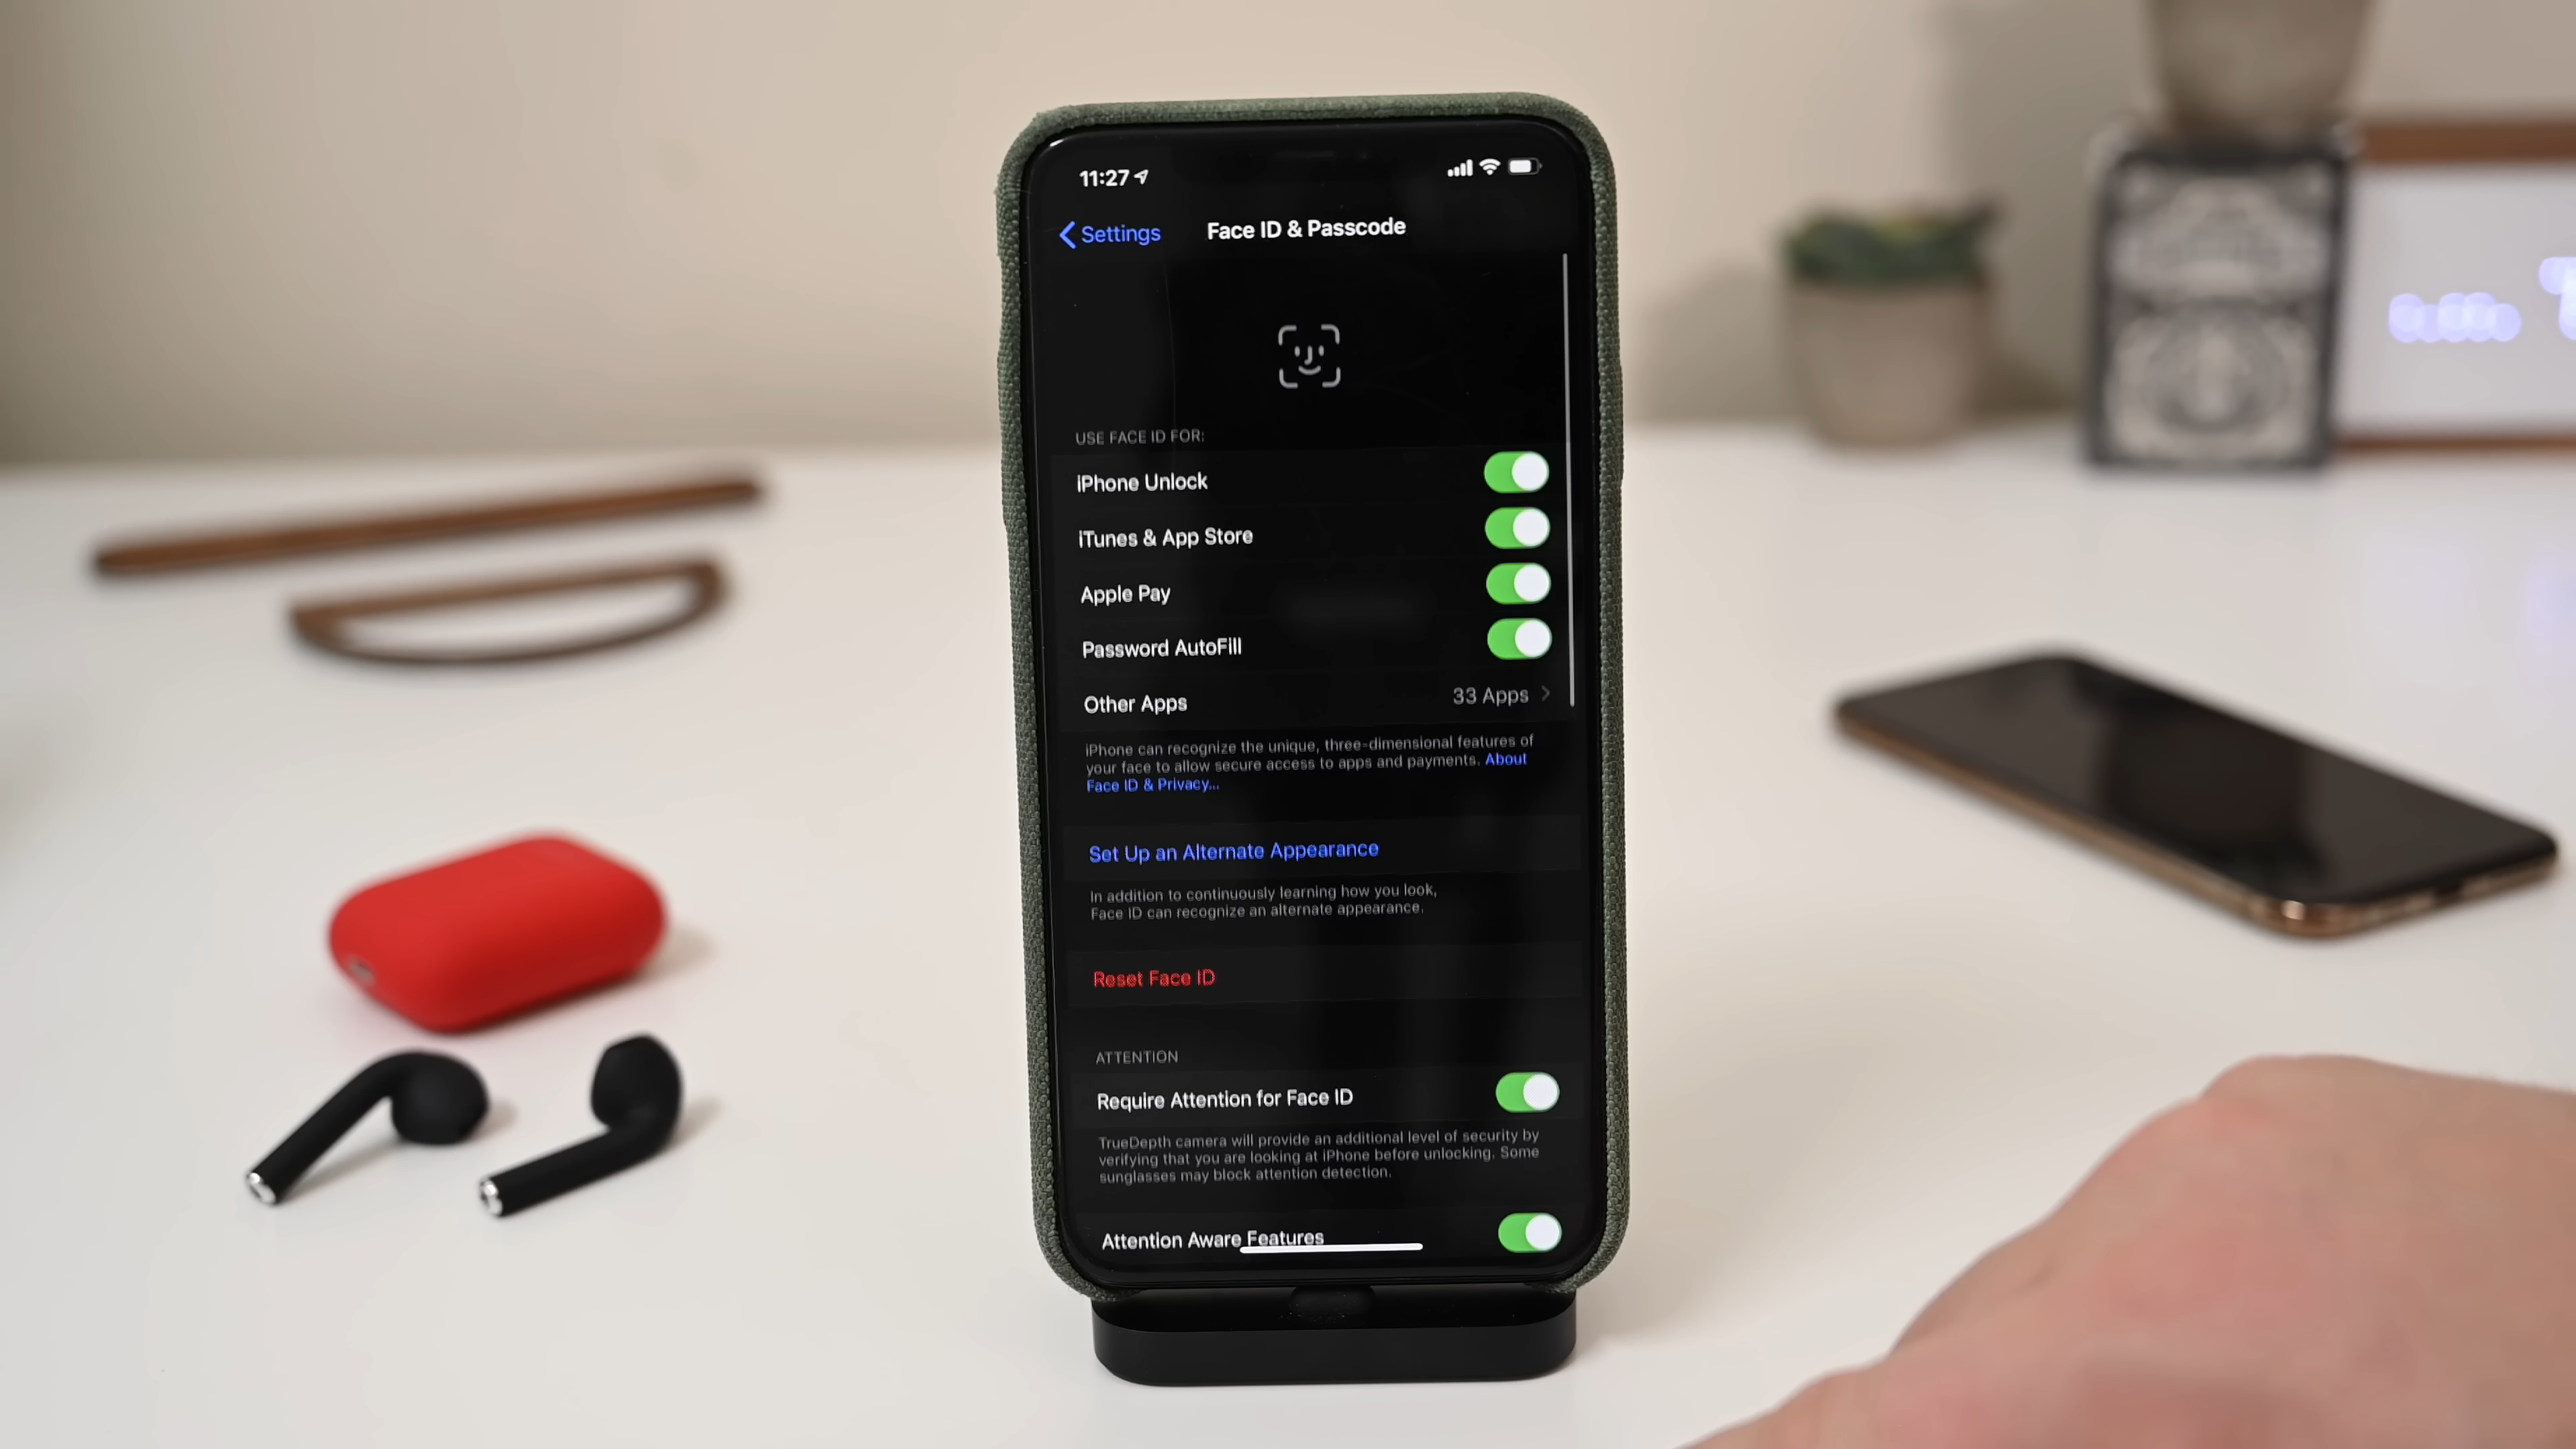 11:27
Settings
Face ID & Passcode
USE FACE ID FOR:
iPhone Unlock
iTunes & App Store
Apple Pay
Password AutoFill
Other Apps
33 Apps
iPhone can recognize the unique, three-dimensional features of
your face to allow secure access to apps and payments. About
Face ID & Privacy...
Set Up an Alternate Appearance
In addition to continuously learning how you look,
Face ID can recognize an alternate appearance.
Reset Face ID
ATTENTION
Require Attention for Face ID
TrueDepth camera will provide an additional level of security by
verifying that you are looking at iPhone before unlocking. Some
sunglasses may block attention detection.
Attention Aware Features